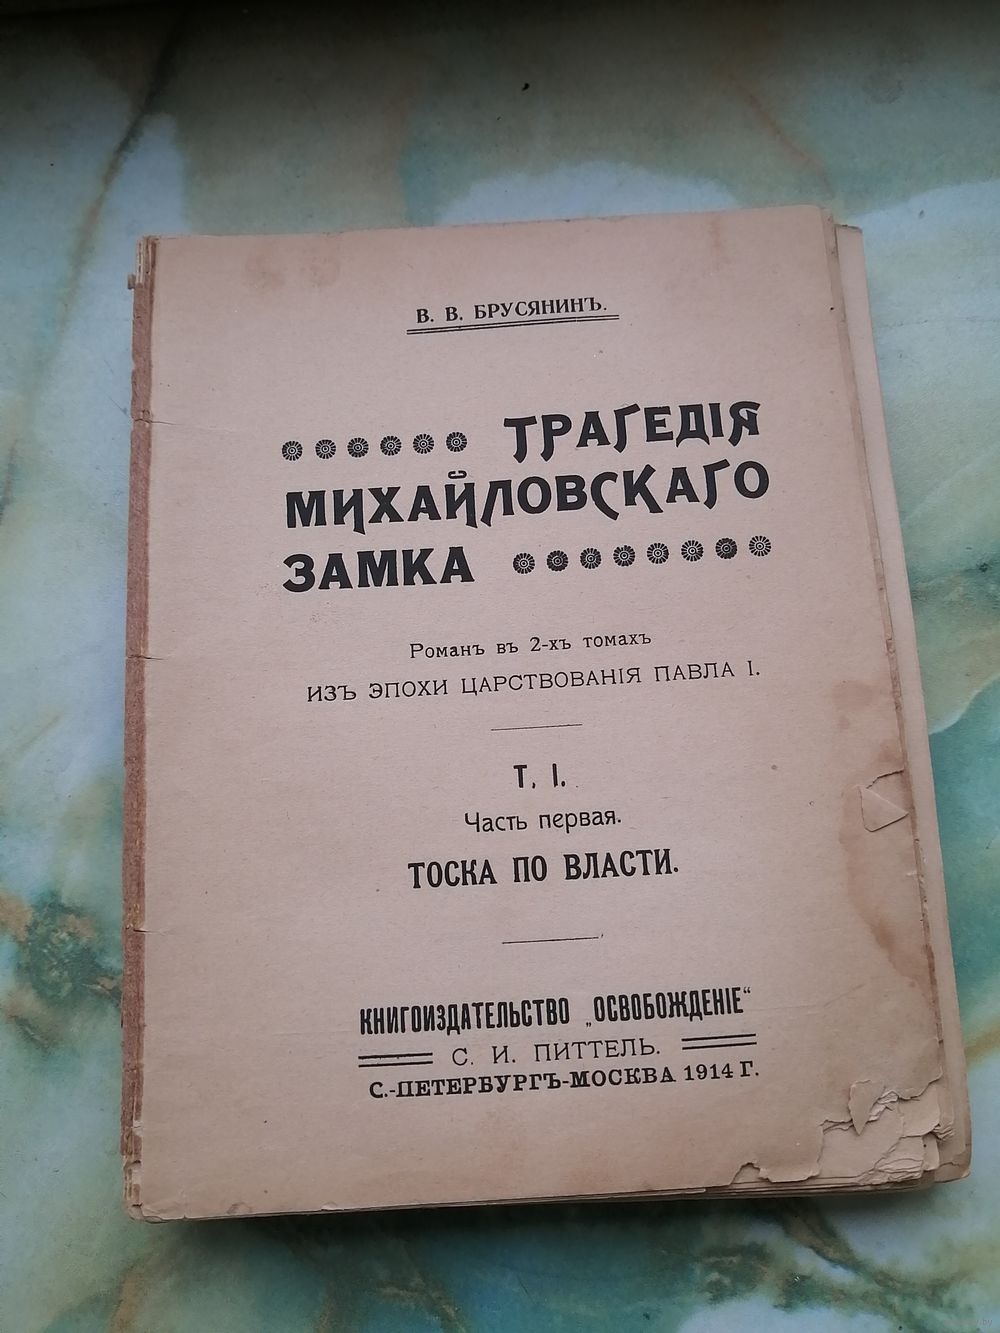 В. В. БРУСЯНИНЪ.
ТРАГЕДІЯ
МИХАЙЛОВСКАГО
ЗАМКА
Романъ въ 2-хъ томахъ
ИЗЪ ЭПОХИ ЦАРСТВОВАНІЯ ПАВЛА I.
Т. I.
Часть первая.
ТОСКА ПО ВЛАСТИ.
КНИГОИЗДАТЕЛЬСТВО „ОСВОБОЖДЕНІЕ“
С. И. ПИТТЕЛЬ.
С.-ПЕТЕРБУРГЪ-МОСКВА 1914 Г.